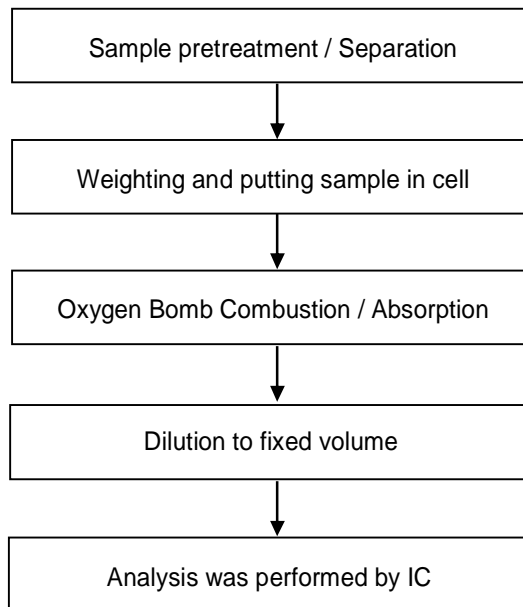 Sample pretreatment / Separation
Weighting and putting sample in cell
Oxygen Bomb Combustion / Absorption
Dilution to fixed volume
Analysis was performed by IC